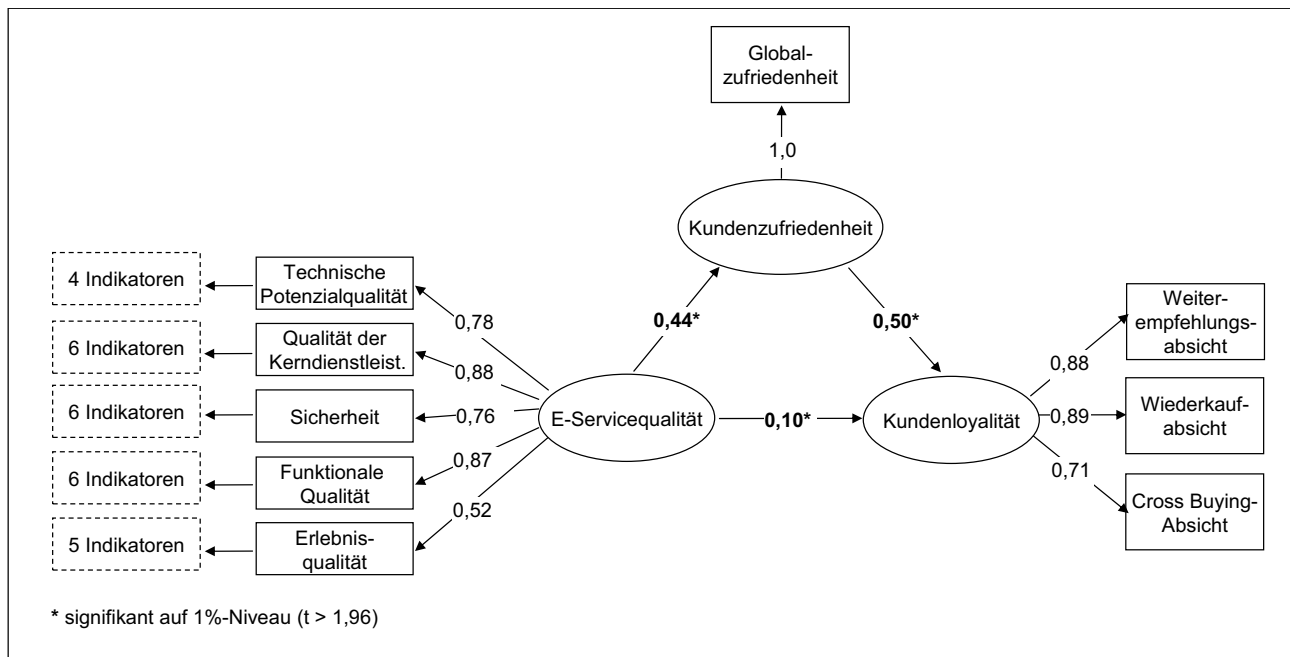 Global-
zufriedenheit
1,0
Kundenzufriedenheit
4 Indikatoren
Technische
Potenzialqualität
0,78
6 Indikatoren
Qualität der
Kerndienstleist.
0,88
6 Indikatoren
Sicherheit
0,76
6 Indikatoren
Funktionale
Qualität
0,87
5 Indikatoren
Erlebnis-
qualität
0,52
E-Servicequalität
0,44*
0,50*
0,10*
Kundenloyalität
0,88
Weiter-
empfehlungs-
absicht
0,89
Wiederkauf-
absicht
0,71
Cross Buying-
Absicht
* signifikant auf 1%-Niveau (t > 1,96)